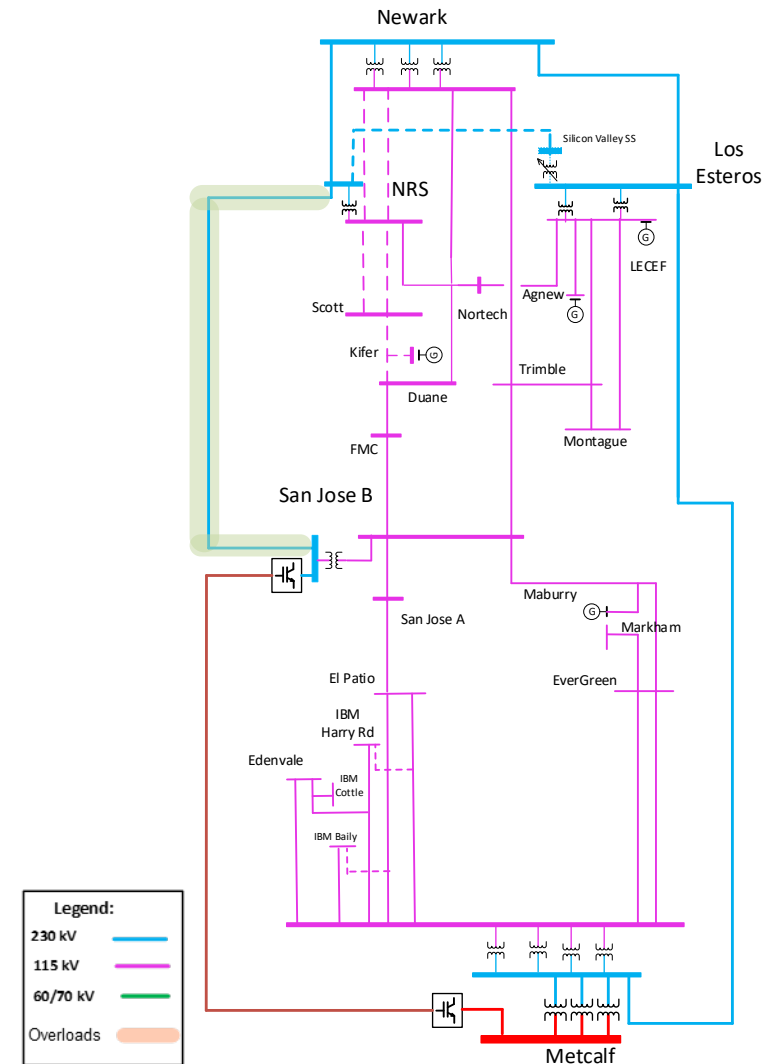 Newark
Silicon Valley SS
Los
Esteros
NRS
LECEF
G
Agnew
G
Nortech
Scott
Kifer
G
Trimble
Duane
Montague
FMC
San Jose B
Maburry
G
Markham
San Jose A
El Patio
EverGreen
IBM
Harry Rd
Edenvale
IBM
Cottle
IBM Baily
Legend:
230 kV
115 kV
60/70 kV
Overloads
Metcalf